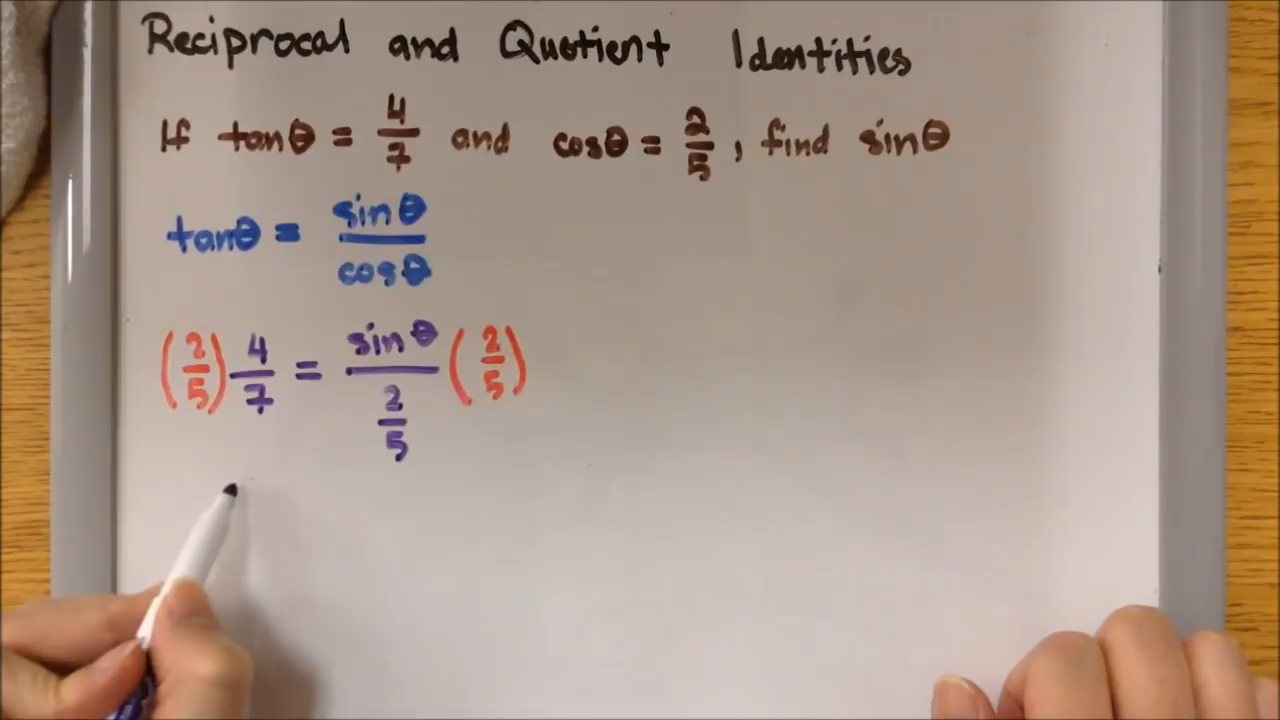 Reciprocal and Quotient Identities
If tanθ = 4/7 and cosθ = 2/5, find sinθ
tanθ = sinθ/cosθ
(2/5) 4/7 = sinθ/(2/5) (2/5)